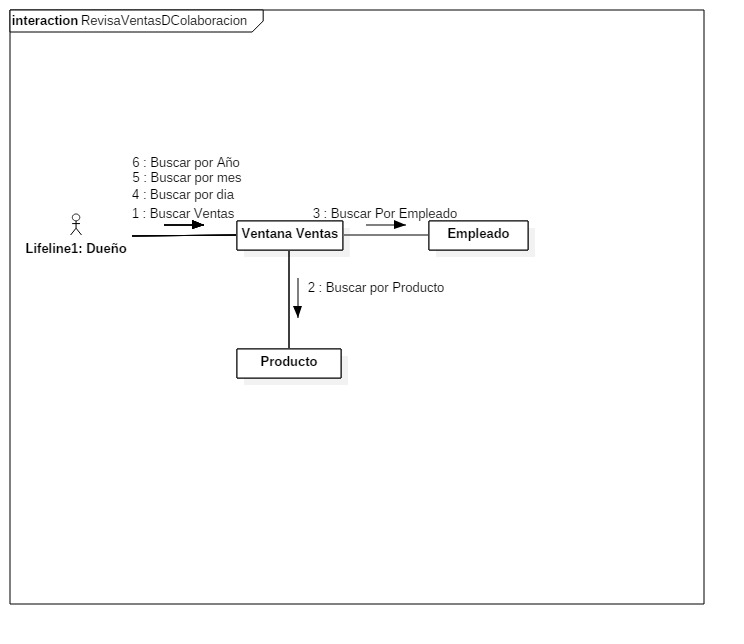 interaction RevisaVentasDColaboracion
6 : Buscar por Año
5 : Buscar por mes
4 : Buscar por dia
1 : Buscar Ventas
3 : Buscar Por Empleado
Lifeline1: Dueño
Ventana Ventas
Empleado
2 : Buscar por Producto
Producto